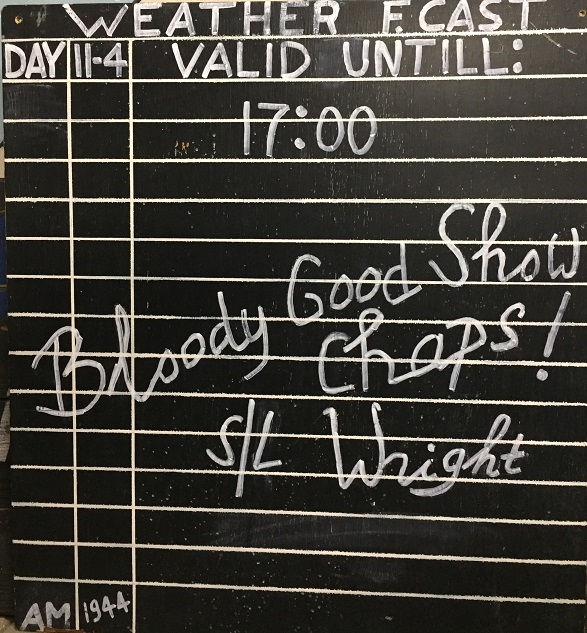 WEATHER F.CAST
DAY 11-4 VALID UNTILL:
17:00
Bloody Good Show
Chaps!
S/L Wright
AM 1944